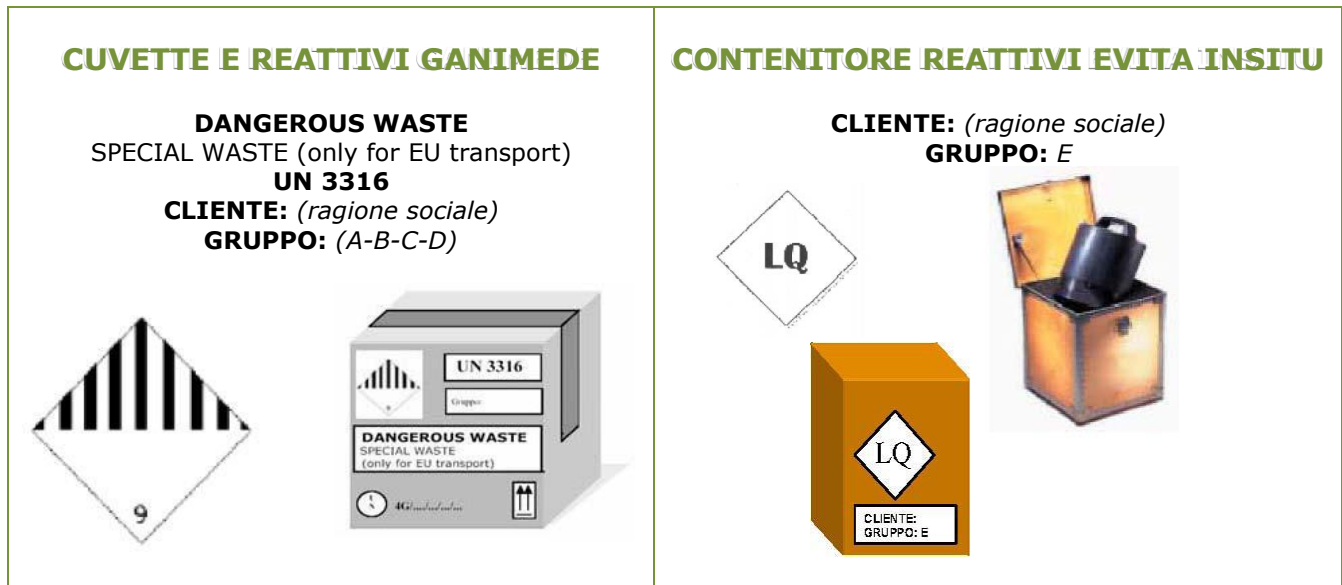 CUVETTE E REATTIVI GANIMEDE
DANGEROUS WASTE
SPECIAL WASTE (only for EU transport)
UN 3316
CLIENTE: (ragione sociale)
GRUPPO: (A-B-C-D)
9
UN 3316
Gruppo:
9
DANGEROUS WASTE
SPECIAL WASTE
(only for EU transport)
4G/..../..../..../...
CONTENITORE REATTIVI EVITA INSITU
CLIENTE: (ragione sociale)
GRUPPO: E
LQ
LQ
CLIENTE:
GRUPPO: E